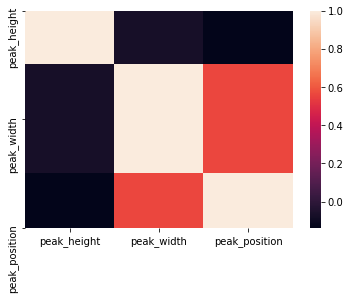 peak_height
peak_width
peak_position
peak_height
peak_width
peak_position
1.0
0.8
0.6
0.4
0.2
0.0